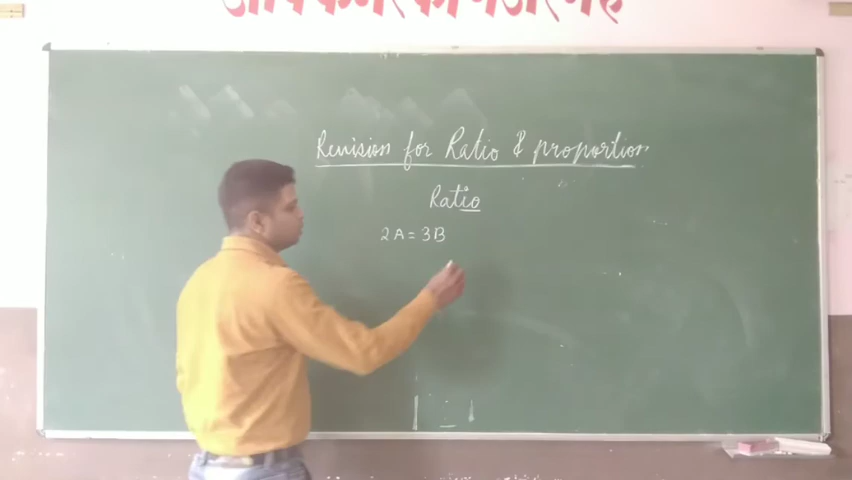 Revision for Ratio & proportion
Ratio
2A = 3B